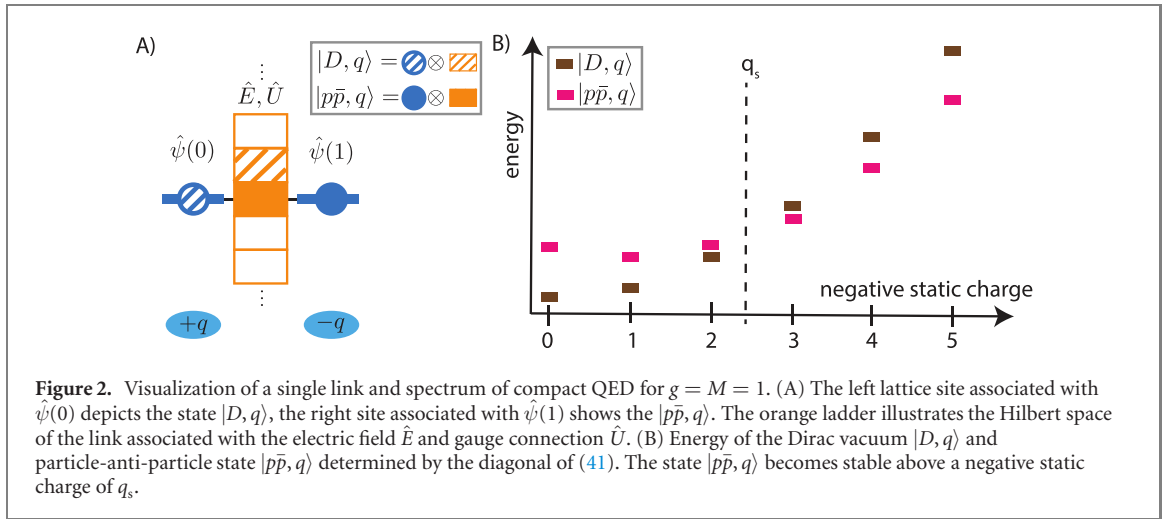 A)
|D, q⟩ = ⊗
|pp̄, q⟩ = ⊗
Ê, Û
ψ̂(0)
ψ̂(1)
+q
−q
B)
|D, q⟩
|pp̄, q⟩
qs
energy
negative static charge
0 1 2 3 4 5
Figure 2. Visualization of a single link and spectrum of compact QED for g = M = 1. (A) The left lattice site associated with
ψ̂(0) depicts the state |D, q⟩, the right site associated with ψ̂(1) shows the |pp̄, q⟩. The orange ladder illustrates the Hilbert space
of the link associated with the electric field Ê and gauge connection Û. (B) Energy of the Dirac vacuum |D, q⟩ and
particle-anti-particle state |pp̄, q⟩ determined by the diagonal of (41). The state |pp̄, q⟩ becomes stable above a negative static
charge of qs.